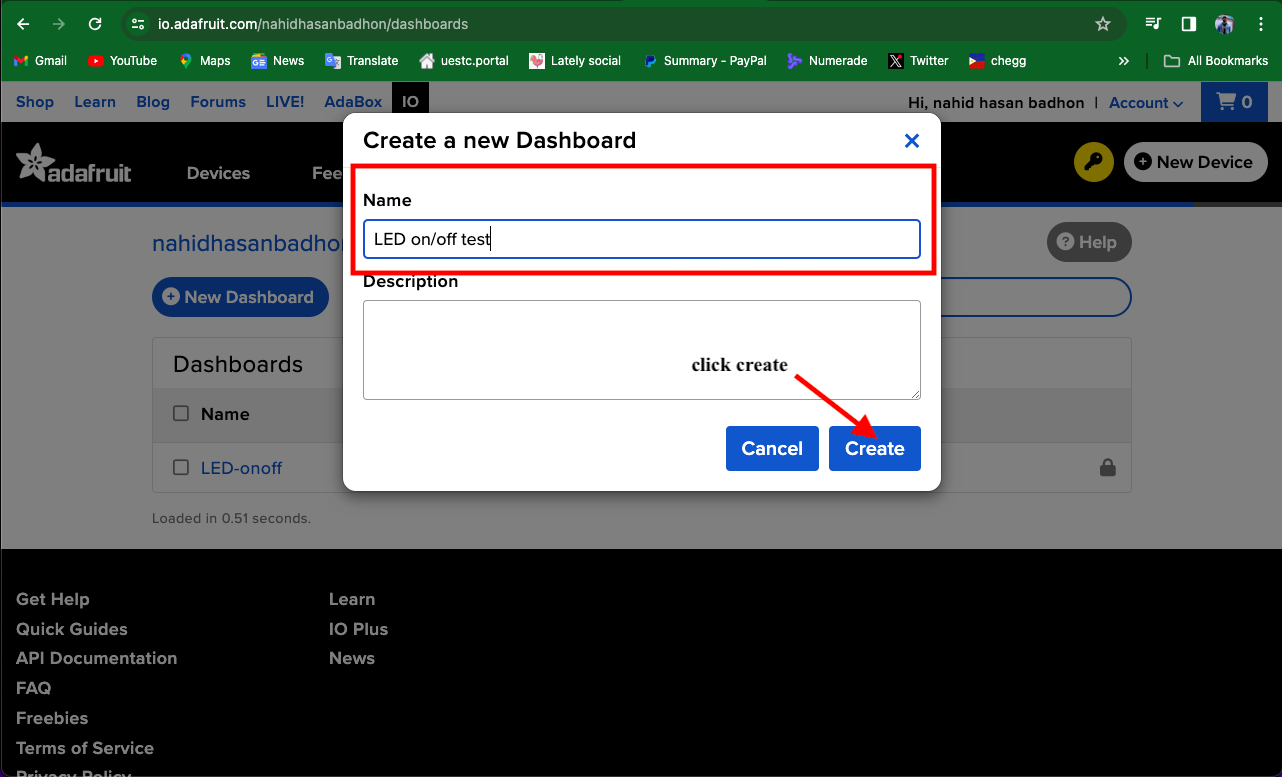 io.adafruit.com/nahidhasanbadhon/dashboards
Gmail YouTube Maps News Translate uestc.portal Lately social Summary - PayPal Numerade Twitter chegg » All Bookmarks
Shop Learn Blog Forums LIVE! AdaBox IO Hi, nahid hasan badhon | Account 0
Create a new Dashboard
adafruit Devices Fee New Device
Name
LED on/off test
nahidhasanbadhon Help
Description
New Dashboard
Dashboards
click create
Name
Cancel Create
LED-onoff
Loaded in 0.51 seconds.
Get Help Learn
Quick Guides IO Plus
API Documentation News
FAQ
Freebies
Terms of Service
Privacy Policy